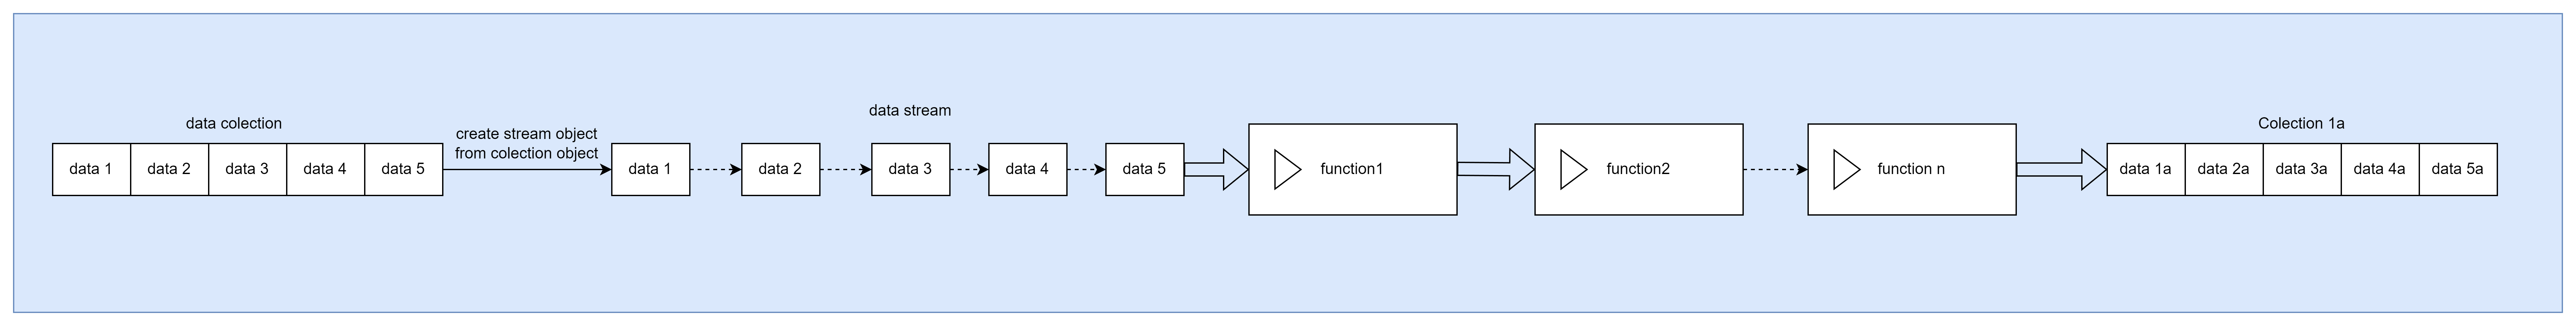 data colection
data 1 data 2 data 3 data 4 data 5
create stream object
from colection object
data stream
data 1 data 2 data 3 data 4 data 5
function1
function2
function n
Colection 1a
data 1a data 2a data 3a data 4a data 5a